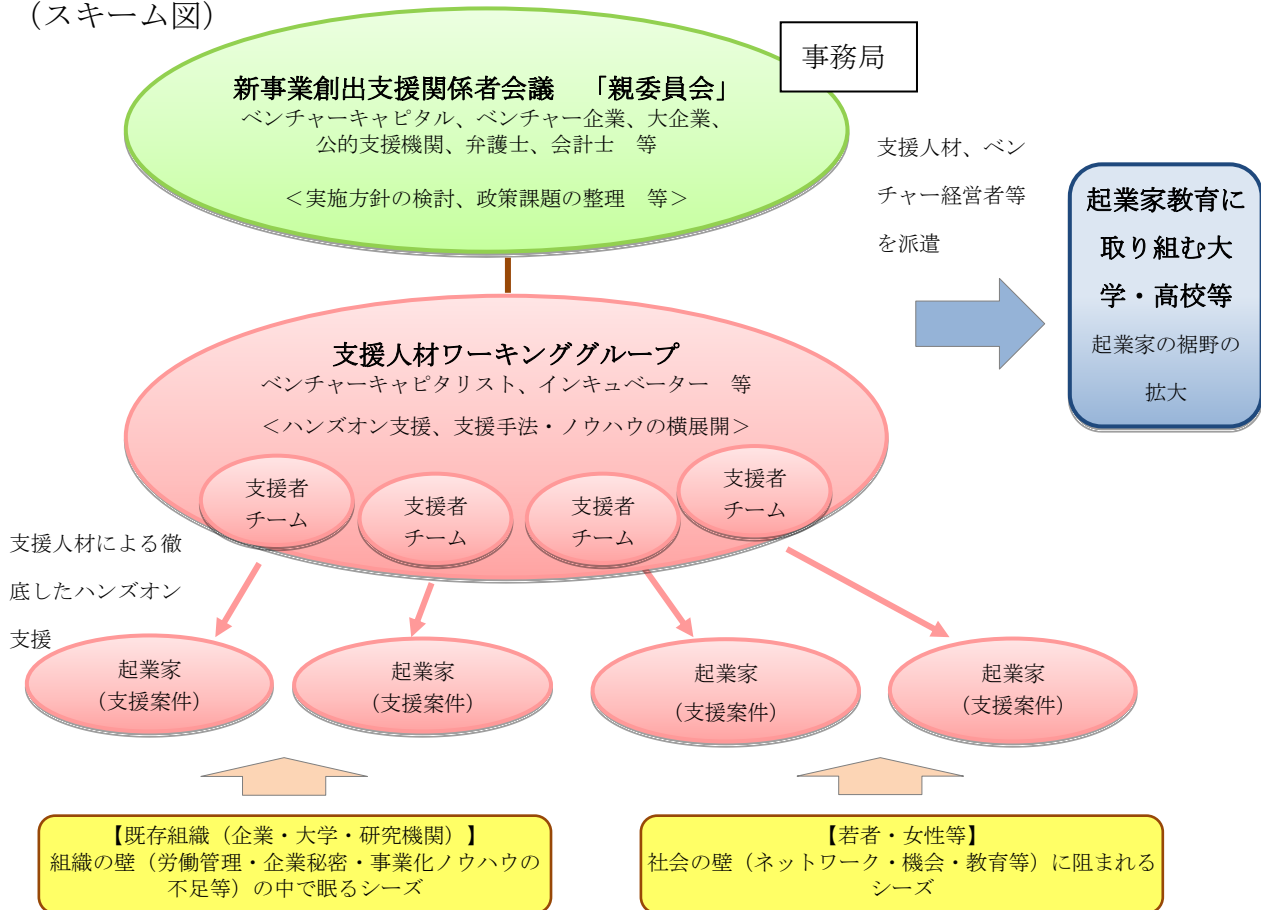 （スキーム図）
事務局
新事業創出支援関係者会議　「親委員会」
ベンチャーキャピタル、ベンチャー企業、大企業、
公的支援機関、弁護士、会計士　等
＜実施方針の検討、政策課題の整理　等＞
支援人材、ベン
チャー経営者等
を派遣
起業家教育に
取り組む大
学・高校等
起業家の裾野の
拡大
支援人材ワーキンググループ
ベンチャーキャピタリスト、インキュベーター　等
＜ハンズオン支援、支援手法・ノウハウの横展開＞
支援者
チーム
支援者
チーム
支援者
チーム
支援者
チーム
支援人材による徹
底したハンズオン
支援
起業家
（支援案件）
起業家
（支援案件）
起業家
（支援案件）
起業家
（支援案件）
【既存組織（企業・大学・研究機関）】
組織の壁（労働管理・企業秘密・事業化ノウハウの
不足等）の中で眠るシーズ
【若者・女性等】
社会の壁（ネットワーク・機会・教育等）に阻まれる
シーズ